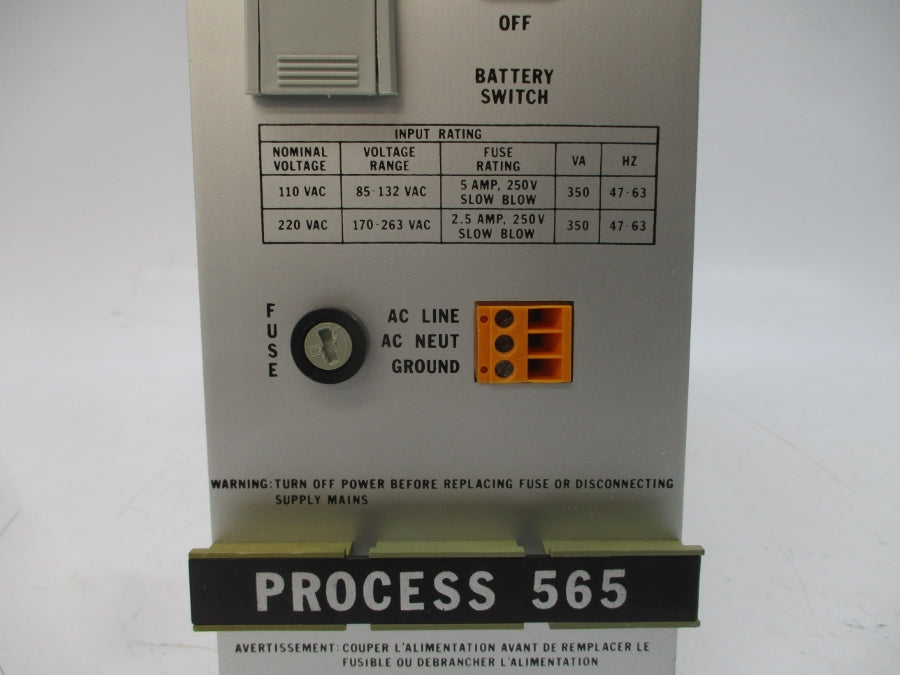 OFF
BATTERY
SWITCH
INPUT RATING
NOMINAL VOLTAGE VOLTAGE RANGE FUSE RATING VA HZ
110 VAC 85-132 VAC 5 AMP, 250V SLOW BLOW 350 47-63
220 VAC 170-263 VAC 2.5 AMP, 250V SLOW BLOW 350 47-63
FUSE
AC LINE
AC NEUT
GROUND
WARNING: TURN OFF POWER BEFORE REPLACING FUSE OR DISCONNECTING
SUPPLY MAINS
PROCESS 565
AVERTISSEMENT: COUPER L'ALIMENTATION AVANT DE REMPLACER LE
FUSIBLE OU DEBRANCHER L'ALIMENTATION